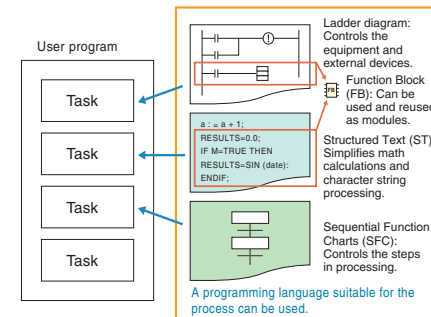 User program
Task
Task
Task
Task
a : = a + 1;
RESULTS=0.0;
IF M=TRUE THEN
RESULTS=SIN (date):
ENDIF;
Ladder diagram:
Controls the
equipment and
external devices.
FB
Function Block
(FB): Can be
used and reused
as modules.
Structured Text (ST)
Simplifies math
calculations and
character string
processing.
Sequential Function
Charts (SFC):
Controls the steps
in processing.
A programming language suitable for the
process can be used.